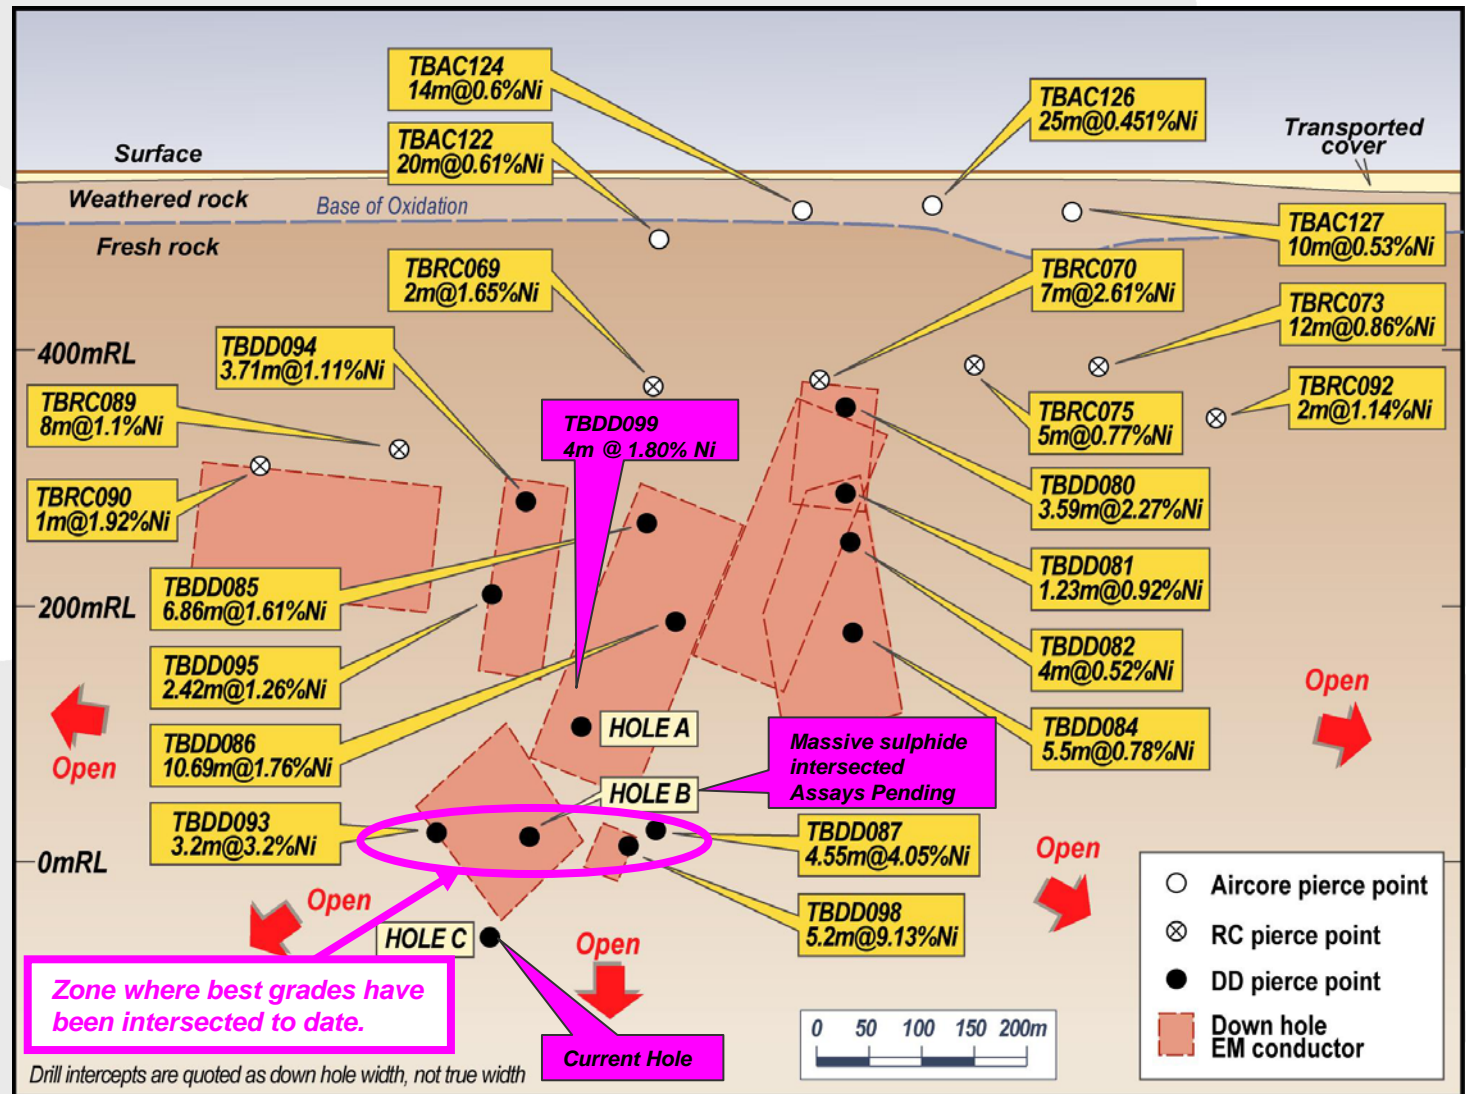 TBAC124
14m@0.6%Ni
TBAC126
25m@0.451%Ni
Transported
cover
TBAC122
20m@0.61%Ni
Surface
Weathered rock
Base of Oxidation
Fresh rock
TBAC127
10m@0.53%Ni
TBRC069
2m@1.65%Ni
TBRC070
7m@2.61%Ni
TBRC073
12m@0.86%Ni
400mRL
TBDD094
3.71m@1.11%Ni
TBRC089
8m@1.1%Ni
TBDD099
4m @ 1.80% Ni
TBRC075
5m@0.77%Ni
TBRC092
2m@1.14%Ni
TBRC090
1m@1.92%Ni
TBDD080
3.59m@2.27%Ni
TBDD085
6.86m@1.61%Ni
TBDD081
1.23m@0.92%Ni
200mRL
TBDD095
2.42m@1.26%Ni
TBDD082
4m@0.52%Ni
Open
TBDD086
10.69m@1.76%Ni
Open
HOLE A
Massive sulphide
intersected
Assays Pending
TBDD084
5.5m@0.78%Ni
HOLE B
TBDD093
3.2m@3.2%Ni
TBDD087
4.55m@4.05%Ni
0mRL
Open
Open
HOLE C
Open
TBDD098
5.2m@9.13%Ni
Zone where best grades have
been intersected to date.
Current Hole
0 50 100 150 200m
Aircore pierce point
RC pierce point
DD pierce point
Down hole
EM conductor
Drill intercepts are quoted as down hole width, not true width